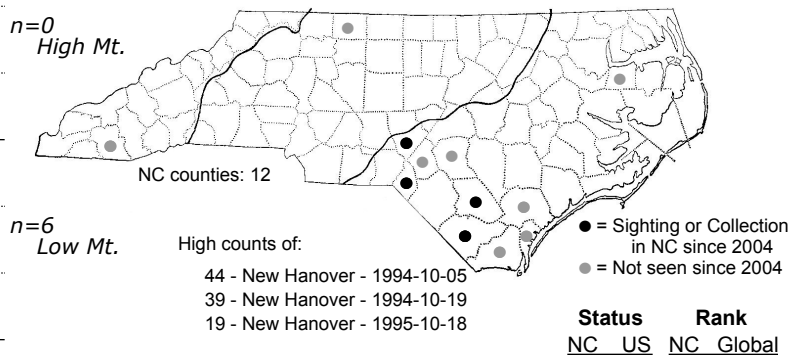 n=0
High Mt.
NC counties: 12
n=6
Low Mt.
High counts of:
44 - New Hanover - 1994-10-05
39 - New Hanover - 1994-10-19
19 - New Hanover - 1995-10-18
= Sighting or Collection
in NC since 2004
= Not seen since 2004
Status Rank
NC US NC Global